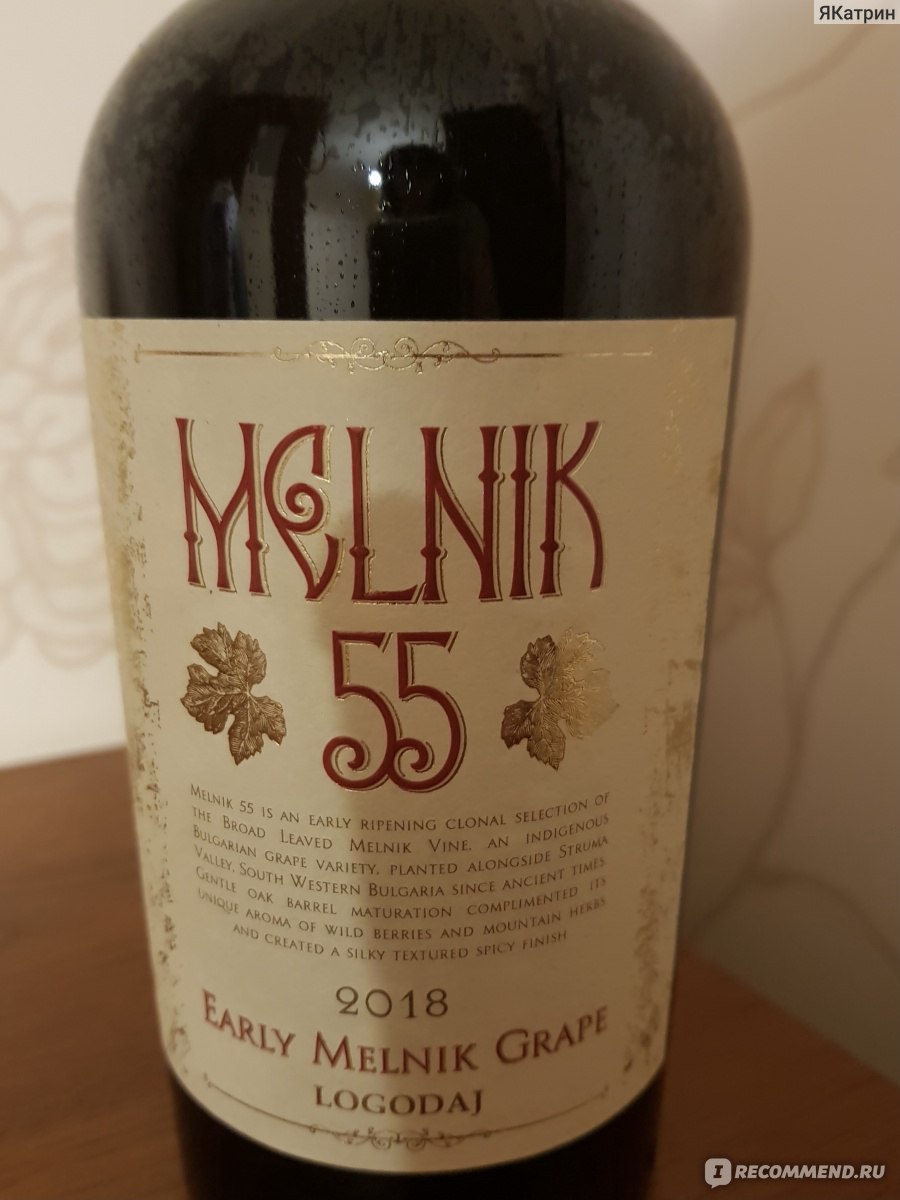 ЯКатрин
MELNIK
55
MELNIK 55 IS AN EARLY RIPENING CLONAL SELECTION OF
THE BROAD LEAVED MELNIK VINE, AN INDIGENOUS
BULGARIAN GRAPE VARIETY, PLANTED ALONGSIDE STRUMA
VALLEY, SOUTH WESTERN BULGARIA SINCE ANCIENT TIMES.
GENTLE OAK BARREL MATURATION COMPLIMENTED ITS
UNIQUE AROMA OF WILD BERRIES AND MOUNTAIN HERBS
AND CREATED A SILKY TEXTURED SPICY FINISH
2018
EARLY MELNIK GRAPE
LOGODAJ
IRECOMMEND.RU